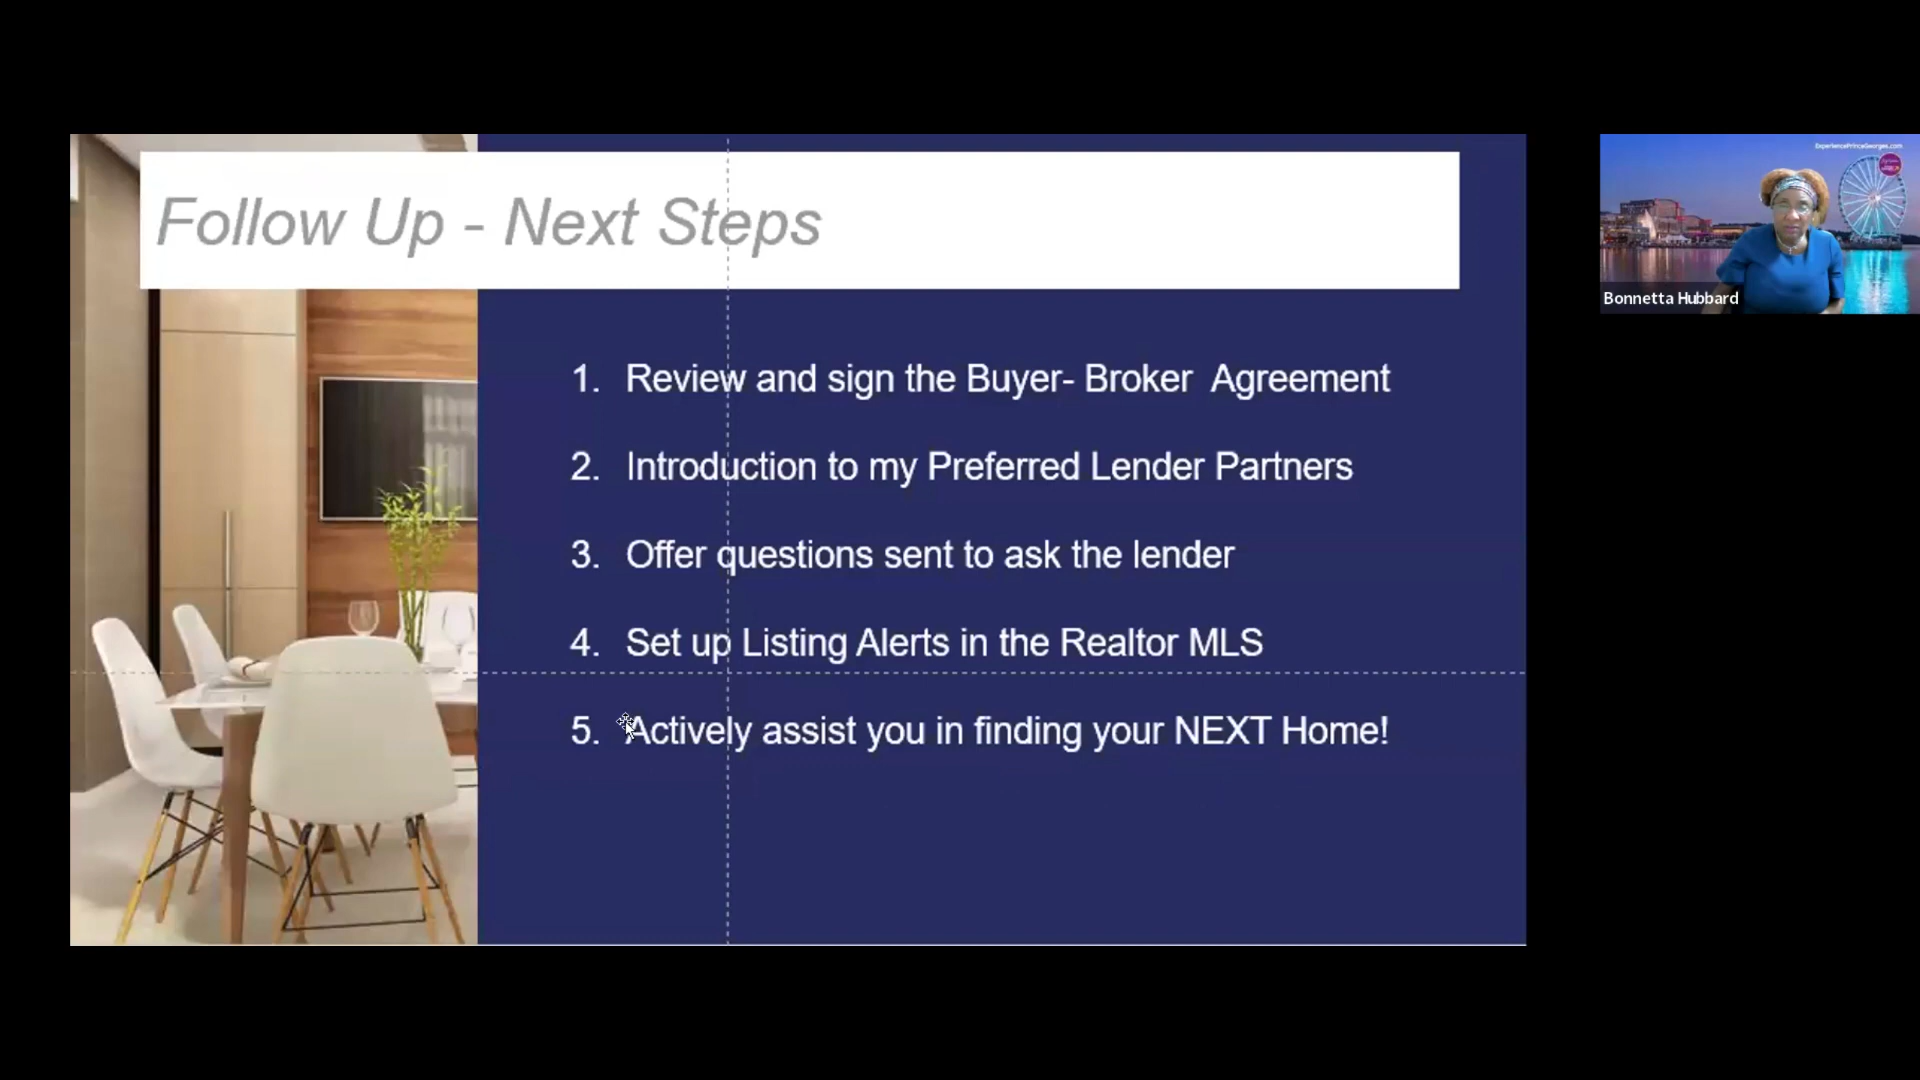 Follow Up - Next Steps
1. Review and sign the Buyer- Broker  Agreement
2. Introduction to my Preferred Lender Partners
3. Offer questions sent to ask the lender
4. Set up Listing Alerts in the Realtor MLS
5. Actively assist you in finding your NEXT Home!
ExperiencePrinceGeorges.com
Bonnetta Hubbard